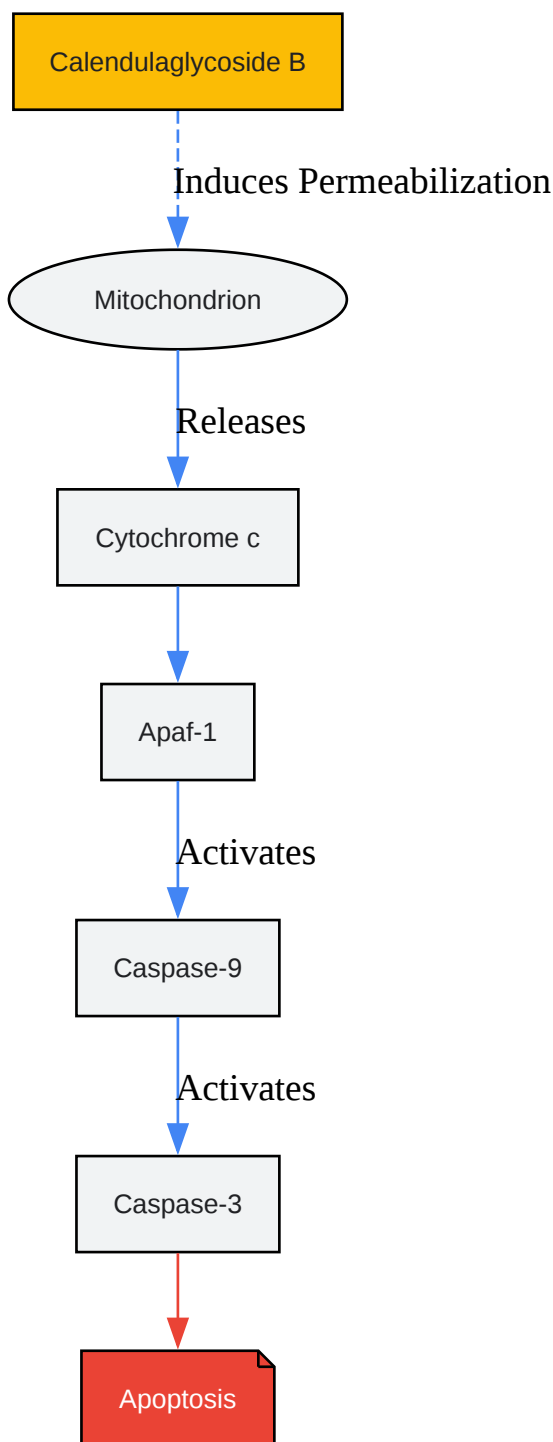 Calendulaglycoside B
Induces Permeabilization
Mitochondrion
Releases
Cytochrome c
Apaf-1
Activates
Caspase-9
Activates
Caspase-3
Apoptosis